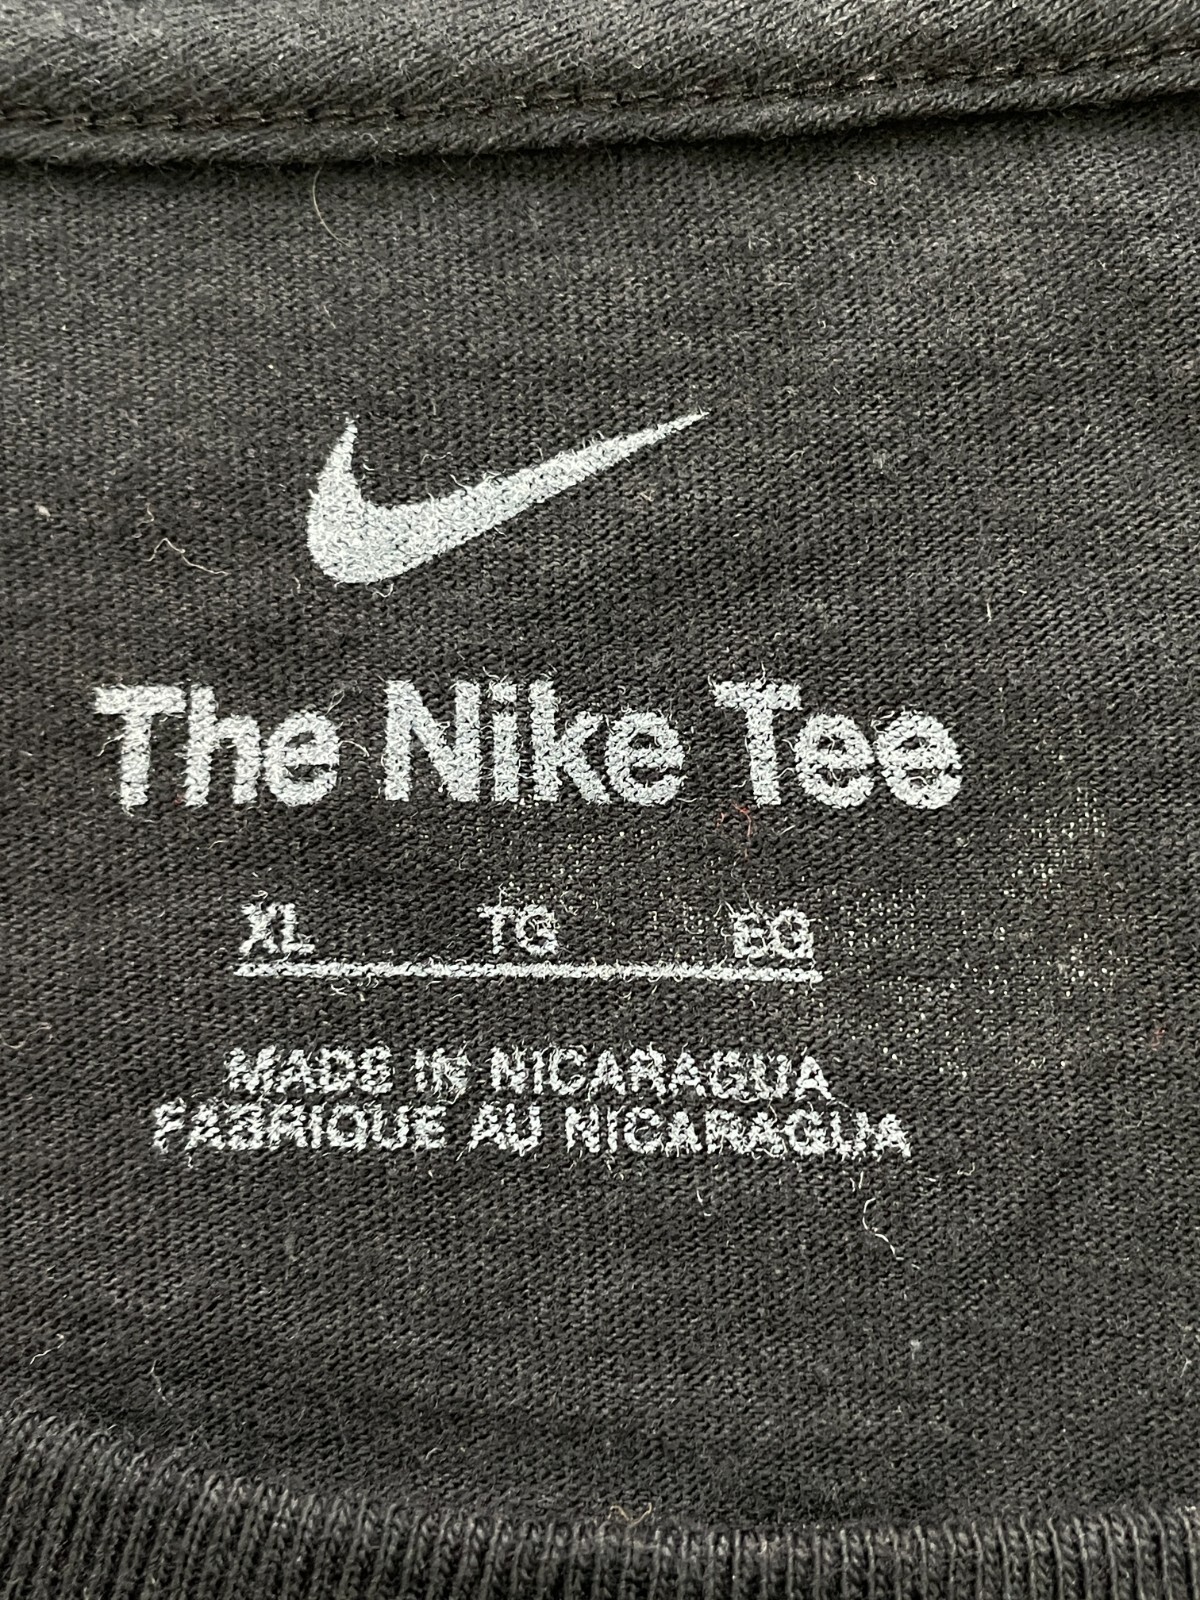 The Nike Tee
XL TG EG
MADE IN NICARAGUA
FABRIQUE AU NICARAGUA